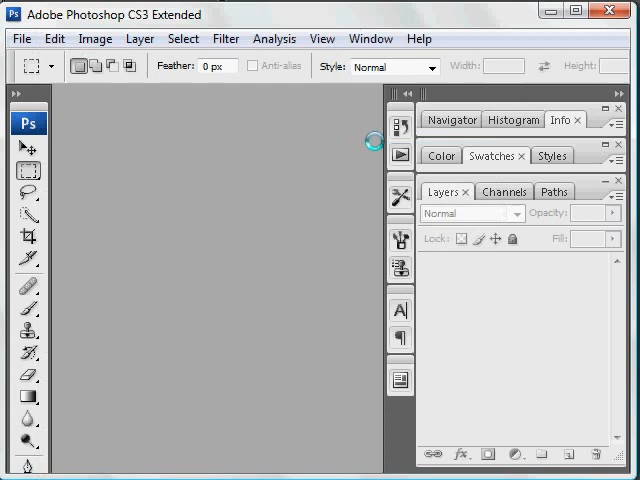 Ps Adobe Photoshop CS3 Extended
File Edit Image Layer Select Filter Analysis View Window Help
Feather: 0 px Anti-alias Style: Normal Width: Height:
Ps
Navigator Histogram Info
Color Swatches Styles
Layers Channels Paths
Normal Opacity:
Lock: Fill: